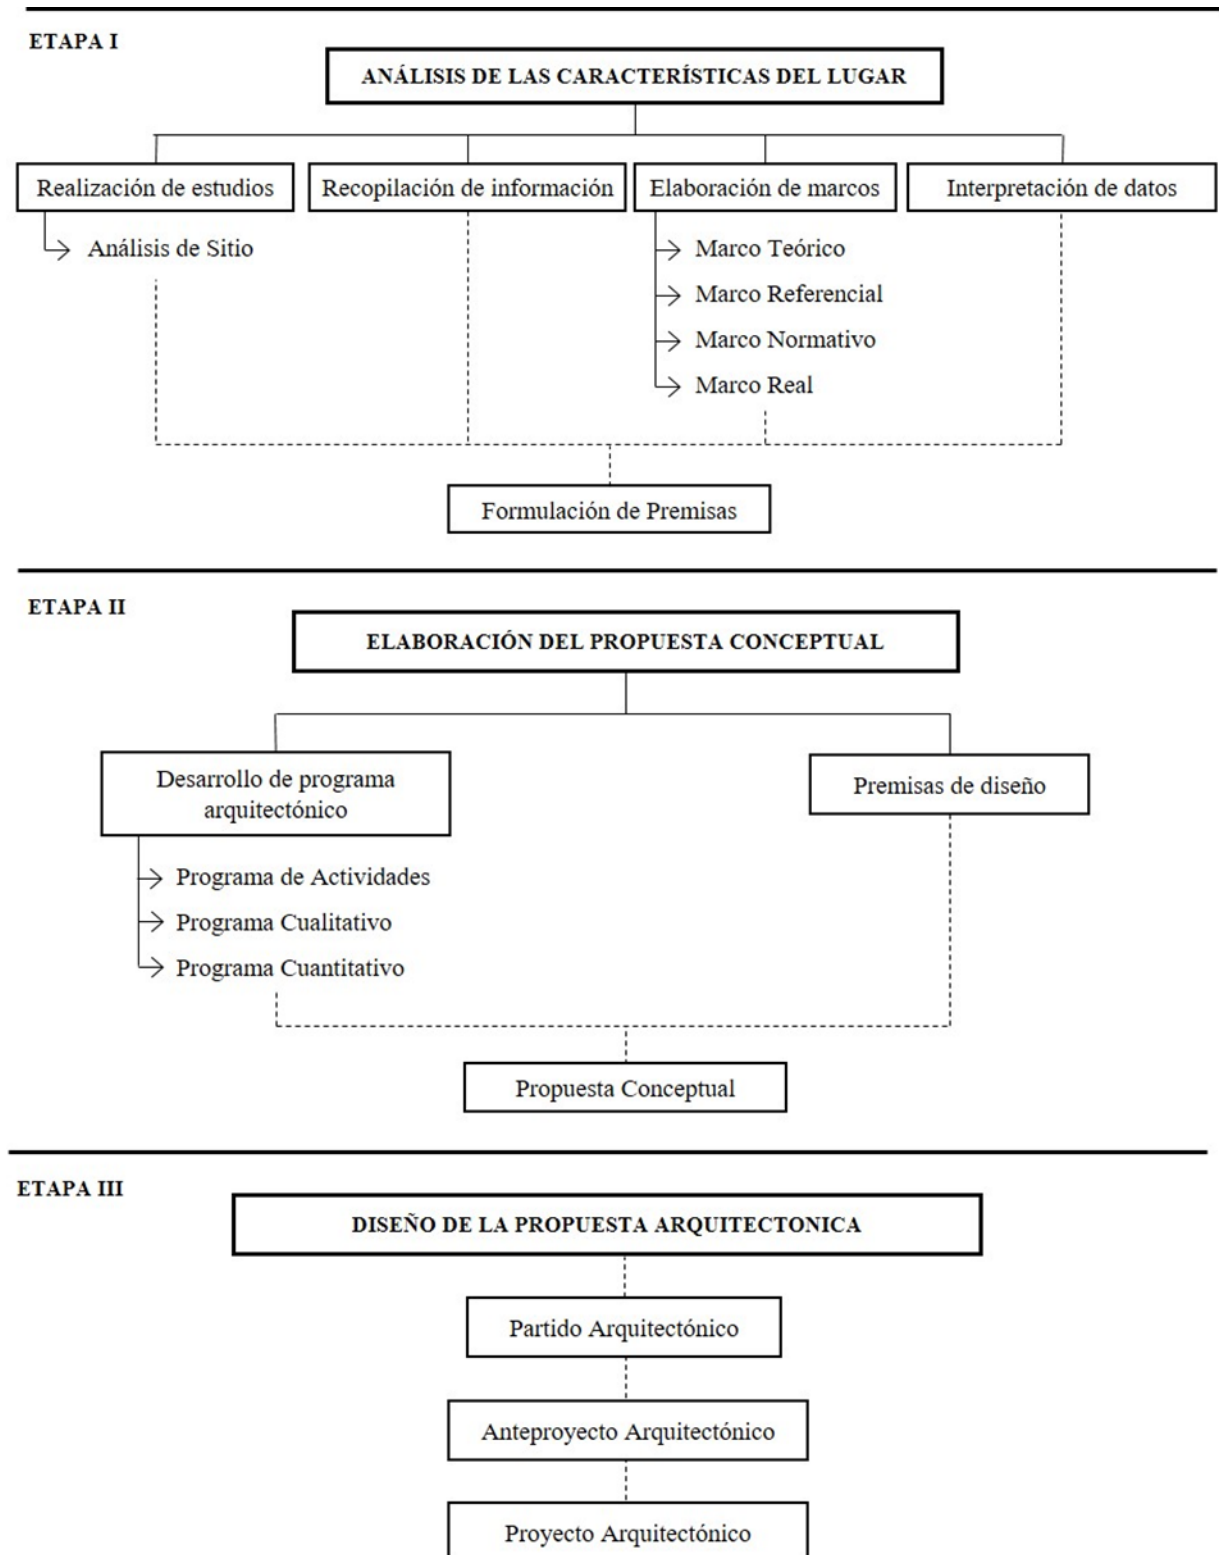 ETAPA I
ANÁLISIS DE LAS CARACTERÍSTICAS DEL LUGAR
Realización de estudios
Recopilación de información
Elaboración de marcos
Interpretación de datos
Análisis de Sitio
Marco Teórico
Marco Referencial
Marco Normativo
Marco Real
Formulación de Premisas
ETAPA II
ELABORACIÓN DEL PROPUESTA CONCEPTUAL
Desarrollo de programa
arquitectónico
Premisas de diseño
Programa de Actividades
Programa Cualitativo
Programa Cuantitativo
Propuesta Conceptual
ETAPA III
DISEÑO DE LA PROPUESTA ARQUITECTONICA
Partido Arquitectónico
Anteproyecto Arquitectónico
Proyecto Arquitectónico